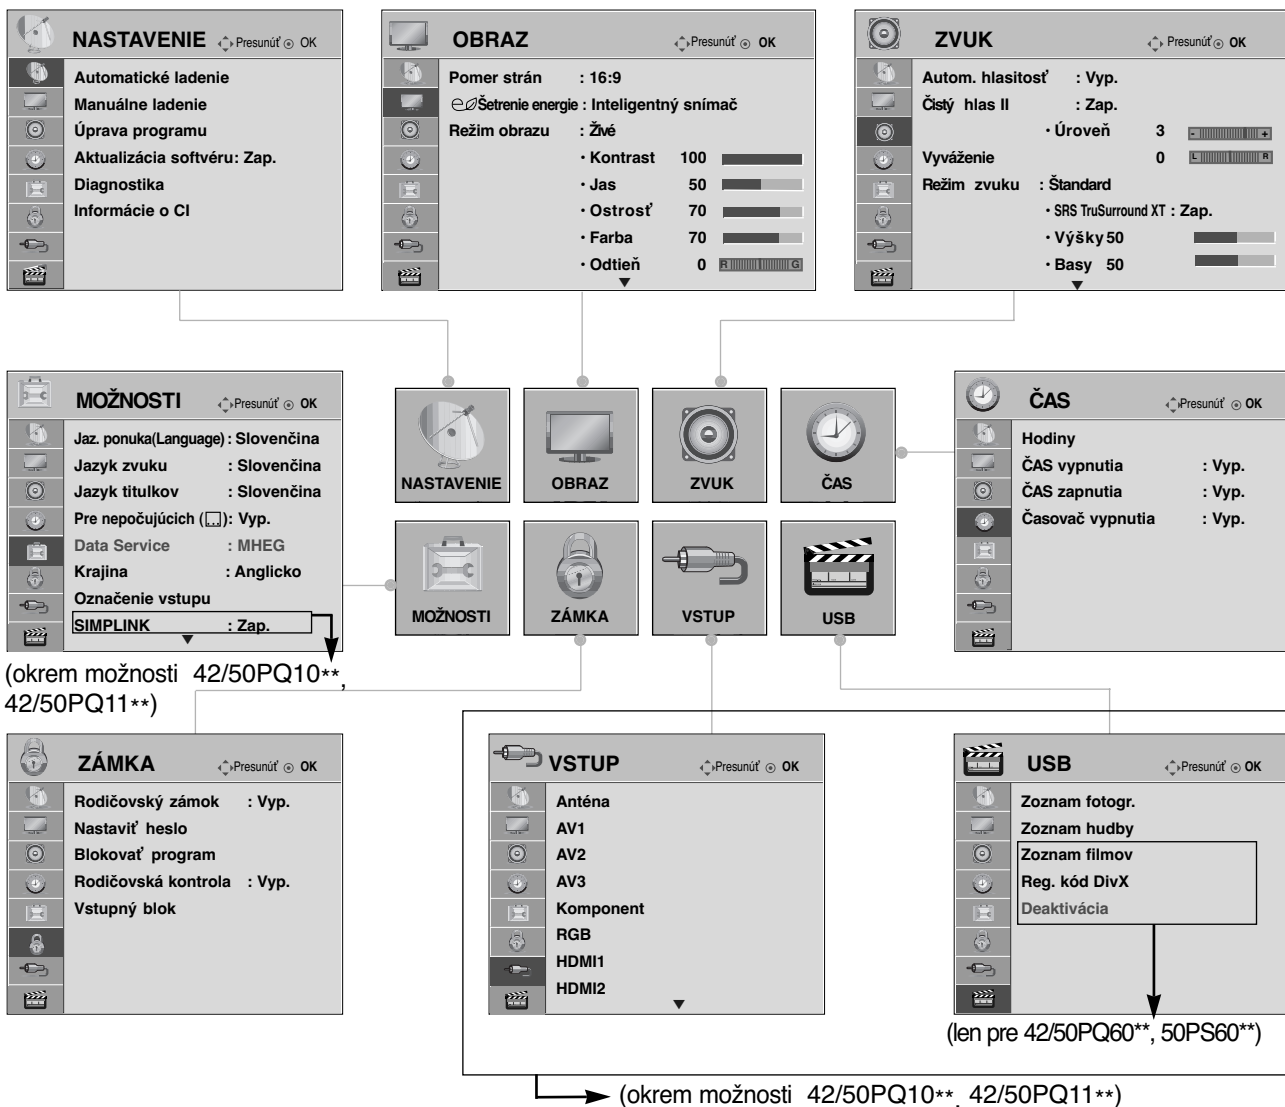 NASTAVENIE Presunúť OK
Automatické ladenie
Manuálne ladenie
Úprava programu
Aktualizácia softvéru: Zap.
Diagnostika
Informácie o CI
OBRAZ Presunúť OK
Pomer strán : 16:9
Šetrenie energie : Inteligentný snímač
Režim obrazu : Živé
• Kontrast 100
• Jas 50
• Ostrosť 70
• Farba 70
• Odtieň 0 R G
ZVUK Presunúť OK
Autom. hlasitosť : Vyp.
Čistý hlas II : Zap.
• Úroveň 3 - +
Vyváženie 0 L R
Režim zvuku : Štandard
• SRS TruSurround XT : Zap.
• Výšky 50
• Basy 50
MOŽNOSTI Presunúť OK
Jaz. ponuka(Language) : Slovenčina
Jazyk zvuku : Slovenčina
Jazyk titulkov : Slovenčina
Pre nepočujúcich ( ): Vyp.
Data Service : MHEG
Krajina : Anglicko
Označenie vstupu
SIMPLINK : Zap.
(okrem možnosti 42/50PQ10**,
42/50PQ11**)
NASTAVENIE
OBRAZ
ZVUK
ČAS
MOŽNOSTI
ZÁMKA
VSTUP
USB
ČAS Presunúť OK
Hodiny
ČAS vypnutia : Vyp.
ČAS zapnutia : Vyp.
Časovač vypnutia : Vyp.
ZÁMKA Presunúť OK
Rodičovský zámok : Vyp.
Nastaviť heslo
Blokovať program
Rodičovská kontrola : Vyp.
Vstupný blok
VSTUP Presunúť OK
Anténa
AV1
AV2
AV3
Komponent
RGB
HDMI1
HDMI2
USB Presunúť OK
Zoznam fotogr.
Zoznam hudby
Zoznam filmov
Reg. kód DivX
Deaktivácia
(len pre 42/50PQ60**, 50PS60**)
(okrem možnosti 42/50PQ10**, 42/50PQ11**)